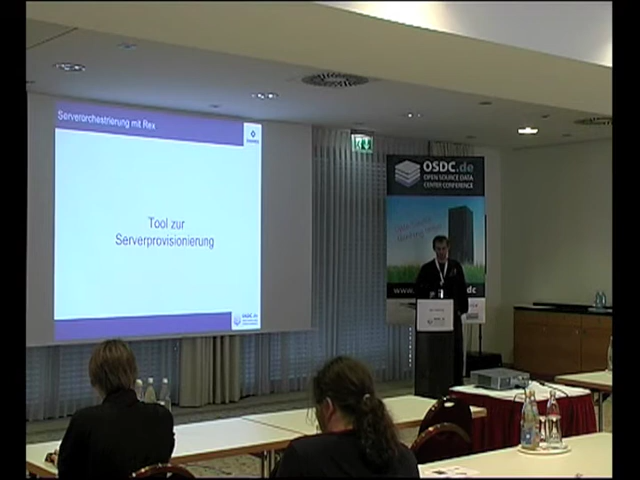 Serverorchestrierung mit Rex
Tool zur
Serverprovisionierung
OSDC.de
OPEN SOURCE DATA
CENTER CONFERENCE